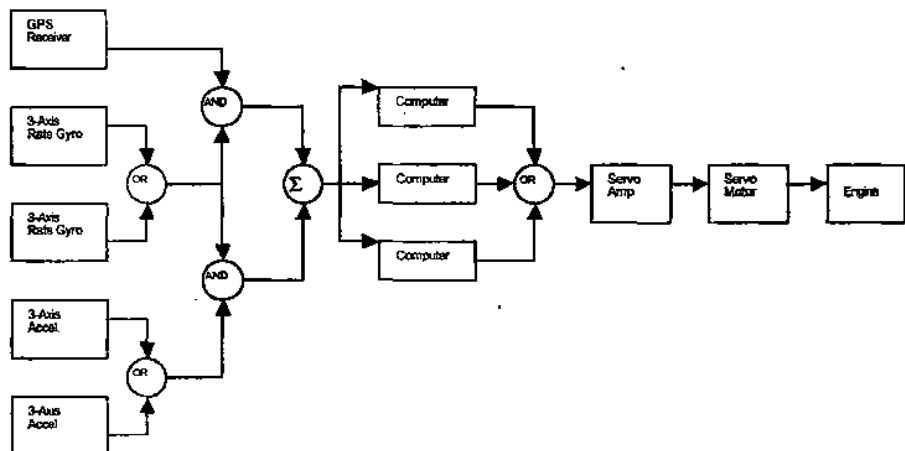 GPS
Receiver
AND
3-Axis
Rate Gyro
OR
3-Axis
Rate Gyro
Σ
AND
3-Axis
Accel
OR
3-Axis
Accel
Computer
Computer
Computer
OR
Servo
Amp
Servo
Motor
Engine